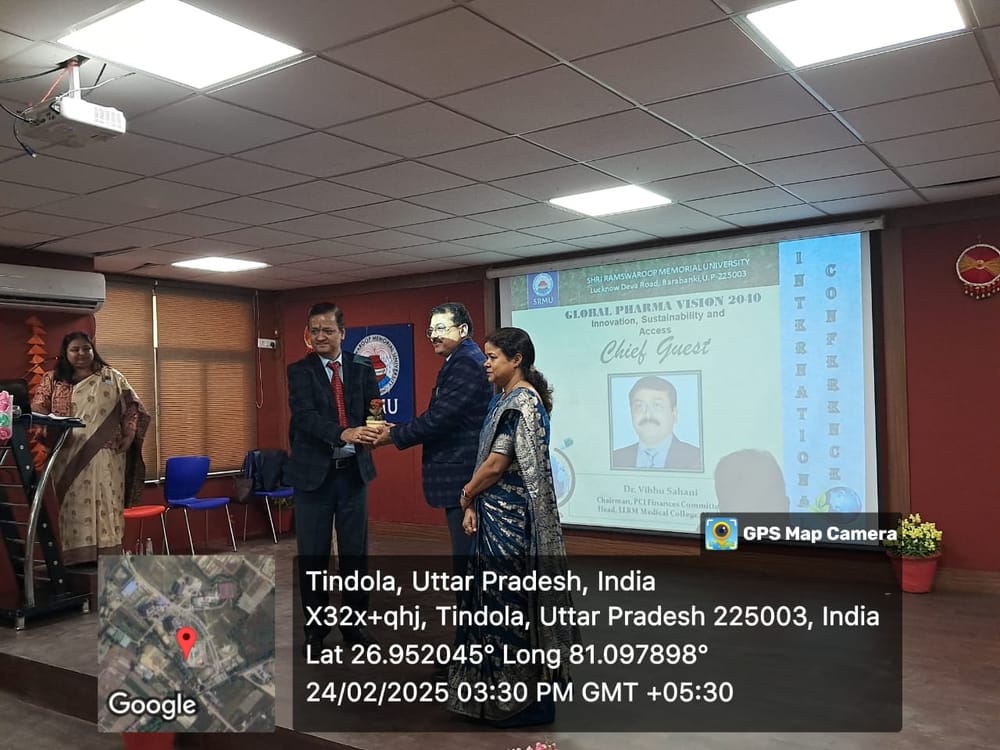 SHRI RAMSWAROOP MEMORIAL UNIVERSITY
Lucknow Deva Road, Barabanki, U.P-225003
SRMU
GLOBAL PHARMA VISION 2040
Innovation, Sustainability and
Access
Chief Guest
Dr. Vibhu Sahani
Chairman, PCI Finances Committ
Head, LLRM Medical College
INTERNATIONA
CONFERENCE
MU
GPS Map Camera
Tindola, Uttar Pradesh, India
X32x+qhj, Tindola, Uttar Pradesh 225003, India
Lat 26.952045° Long 81.097898°
24/02/2025 03:30 PM GMT +05:30
Google